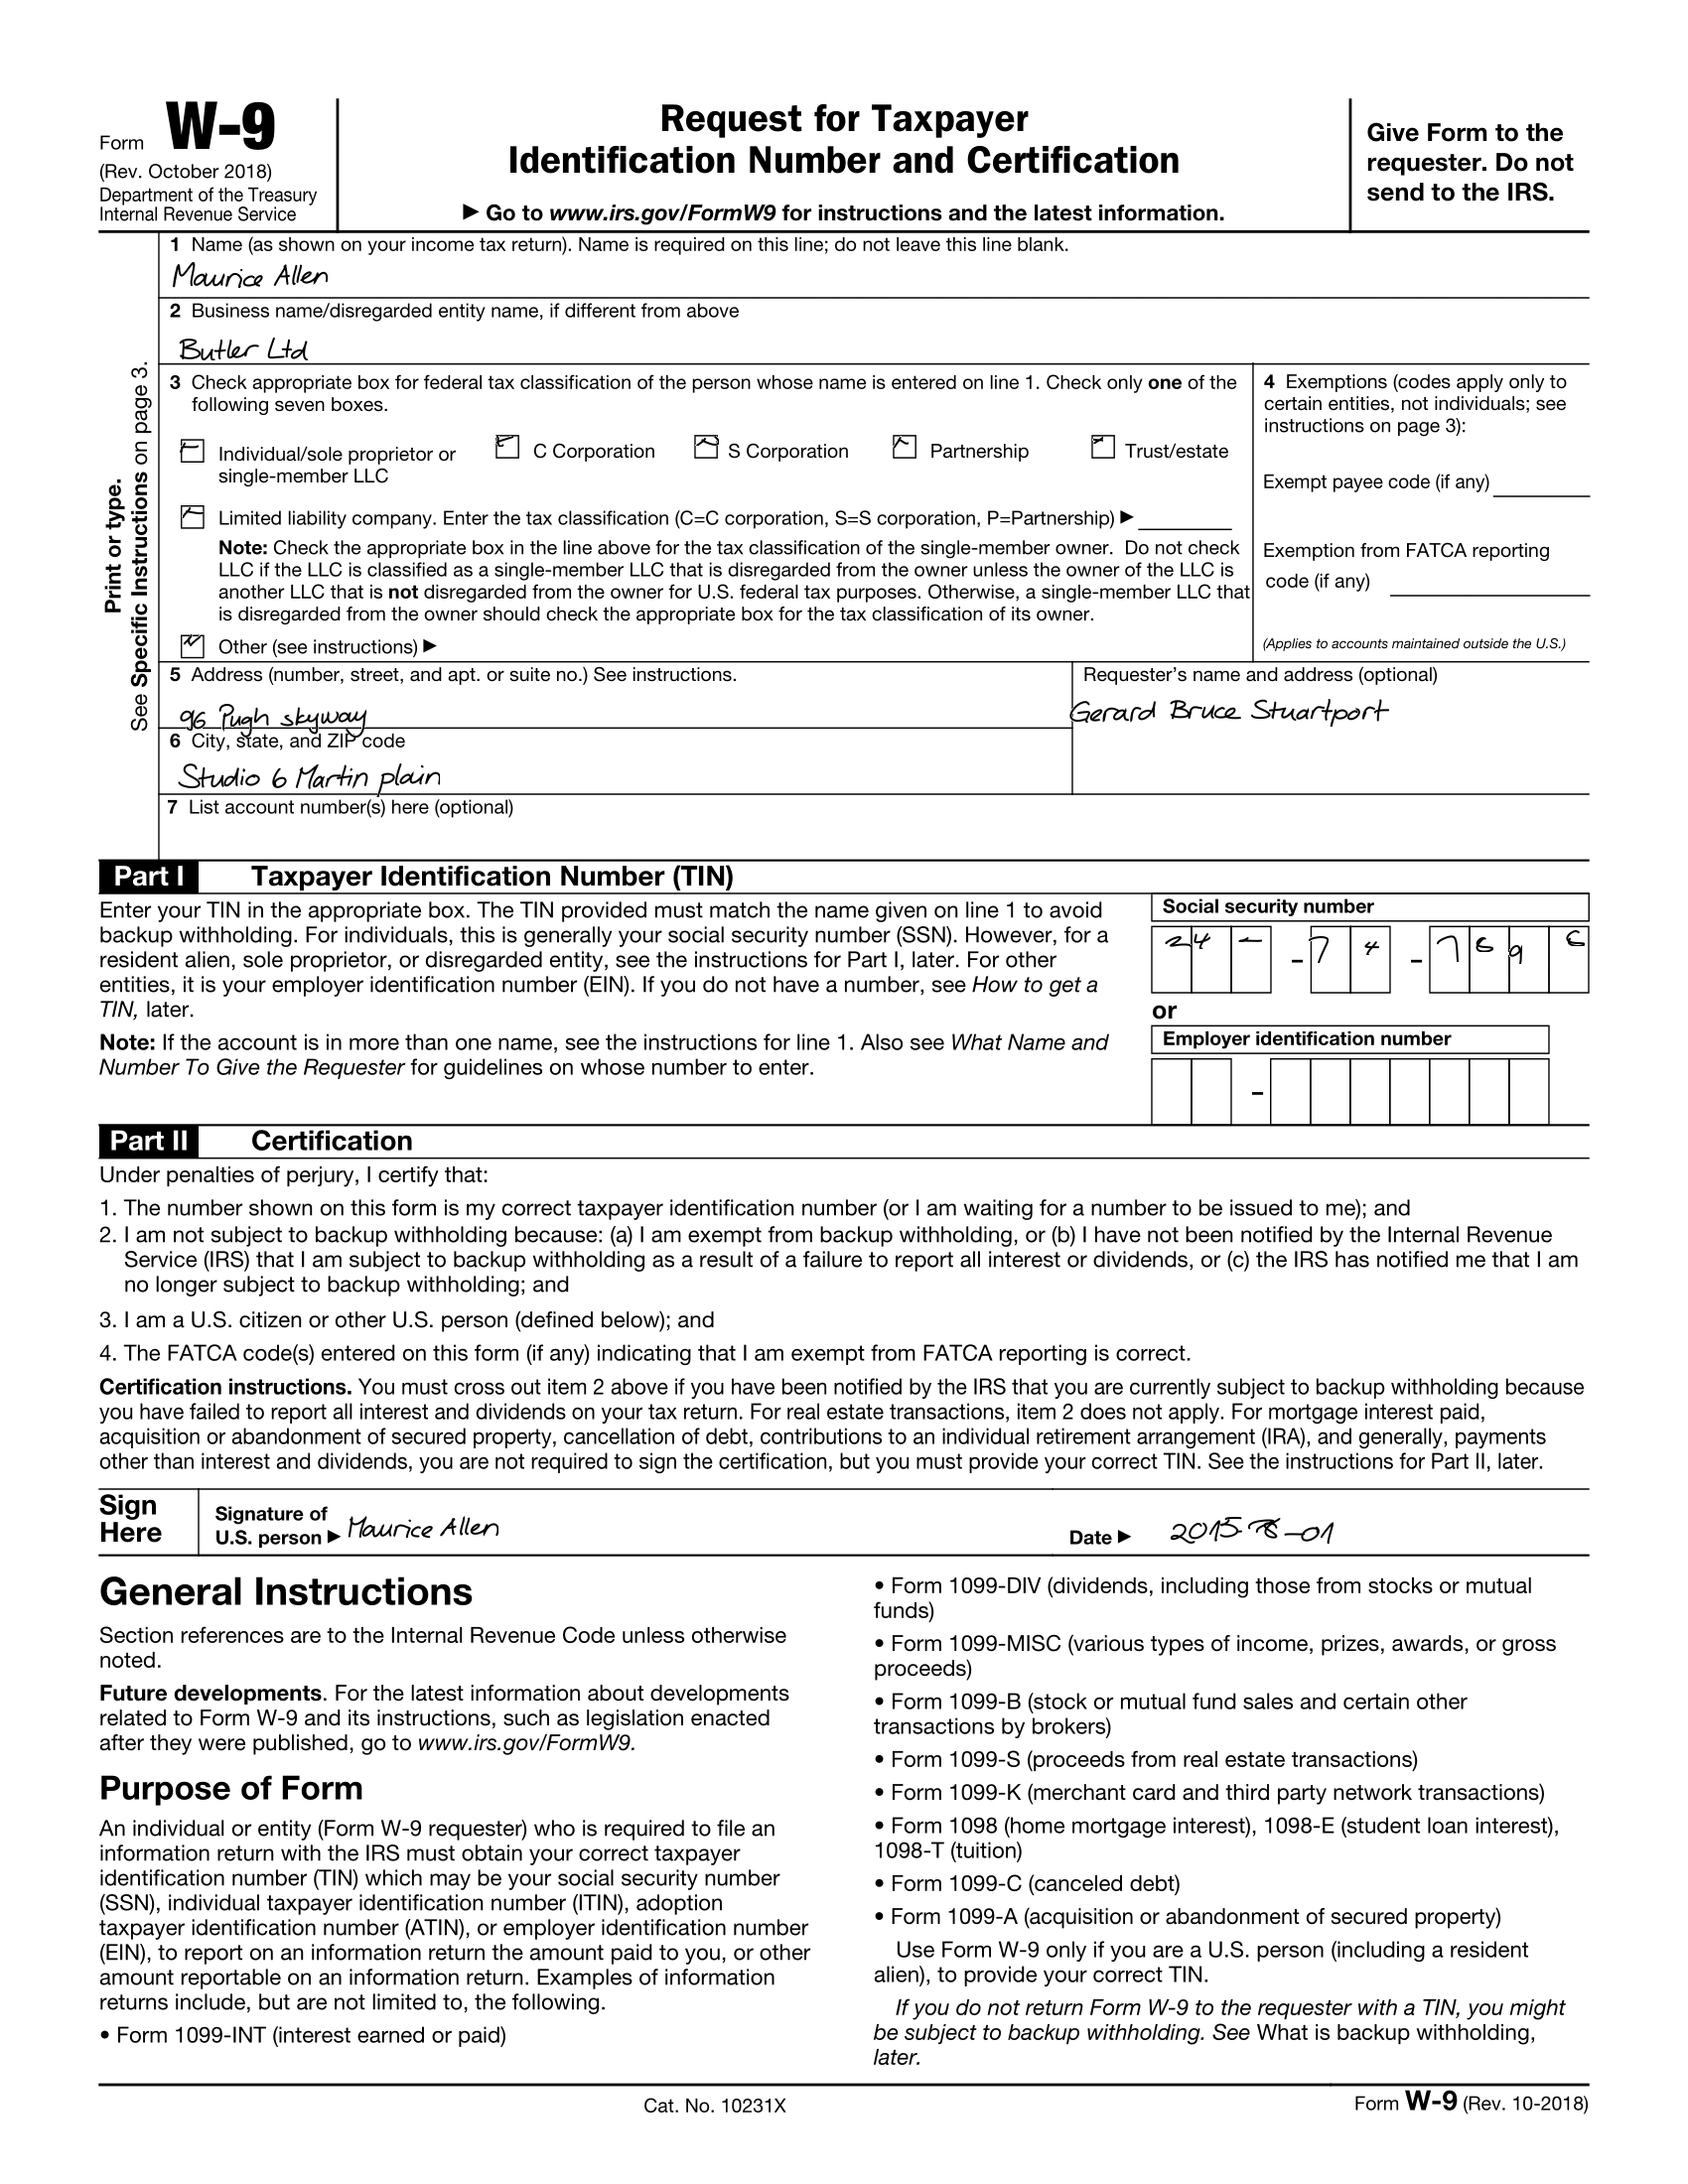 Form W-9
(Rev. October 2018)
Department of the Treasury
Internal Revenue Service
Request for Taxpayer
Identification Number and Certification
▶ Go to www.irs.gov/FormW9 for instructions and the latest information.
Give Form to the
requester. Do not
send to the IRS.
Print or type.
See Specific Instructions on page 3.
1 Name (as shown on your income tax return). Name is required on this line; do not leave this line blank.
Maurice Allen
2 Business name/disregarded entity name, if different from above
Butler Ltd
3 Check appropriate box for federal tax classification of the person whose name is entered on line 1. Check only one of the
following seven boxes.
Individual/sole proprietor or
single-member LLC
C Corporation
S Corporation
Partnership
Trust/estate
Limited liability company. Enter the tax classification (C=C corporation, S=S corporation, P=Partnership) ▶
Note: Check the appropriate box in the line above for the tax classification of the single-member owner. Do not check
LLC if the LLC is classified as a single-member LLC that is disregarded from the owner unless the owner of the LLC is
another LLC that is not disregarded from the owner for U.S. federal tax purposes. Otherwise, a single-member LLC that
is disregarded from the owner should check the appropriate box for the tax classification of its owner.
Other (see instructions) ▶
4 Exemptions (codes apply only to
certain entities, not individuals; see
instructions on page 3):
Exempt payee code (if any)
Exemption from FATCA reporting
code (if any)
(Applies to accounts maintained outside the U.S.)
5 Address (number, street, and apt. or suite no.) See instructions.
96 Pugh skyway
Requester's name and address (optional)
Gerard Bruce Stuartport
6 City, state, and ZIP code
Studio 6 Martin plain
7 List account number(s) here (optional)
Part I Taxpayer Identification Number (TIN)
Enter your TIN in the appropriate box. The TIN provided must match the name given on line 1 to avoid
backup withholding. For individuals, this is generally your social security number (SSN). However, for a
resident alien, sole proprietor, or disregarded entity, see the instructions for Part I, later. For other
entities, it is your employer identification number (EIN). If you do not have a number, see How to get a
TIN, later.
Note: If the account is in more than one name, see the instructions for line 1. Also see What Name and
Number To Give the Requester for guidelines on whose number to enter.
Social security number
or
Employer identification number
Part II Certification
Under penalties of perjury, I certify that:
1. The number shown on this form is my correct taxpayer identification number (or I am waiting for a number to be issued to me); and
2. I am not subject to backup withholding because: (a) I am exempt from backup withholding, or (b) I have not been notified by the Internal Revenue
Service (IRS) that I am subject to backup withholding as a result of a failure to report all interest or dividends, or (c) the IRS has notified me that I am
no longer subject to backup withholding; and
3. I am a U.S. citizen or other U.S. person (defined below); and
4. The FATCA code(s) entered on this form (if any) indicating that I am exempt from FATCA reporting is correct.
Certification instructions. You must cross out item 2 above if you have been notified by the IRS that you are currently subject to backup withholding because
you have failed to report all interest and dividends on your tax return. For real estate transactions, item 2 does not apply. For mortgage interest paid,
acquisition or abandonment of secured property, cancellation of debt, contributions to an individual retirement arrangement (IRA), and generally, payments
other than interest and dividends, you are not required to sign the certification, but you must provide your correct TIN. See the instructions for Part II, later.
Sign
Here
Signature of
U.S. person ▶ Maurice Allen
Date ▶
General Instructions
Section references are to the Internal Revenue Code unless otherwise
noted.
Future developments. For the latest information about developments
related to Form W-9 and its instructions, such as legislation enacted
after they were published, go to www.irs.gov/FormW9.
Purpose of Form
An individual or entity (Form W-9 requester) who is required to file an
information return with the IRS must obtain your correct taxpayer
identification number (TIN) which may be your social security number
(SSN), individual taxpayer identification number (ITIN), adoption
taxpayer identification number (ATIN), or employer identification number
(EIN), to report on an information return the amount paid to you, or other
amount reportable on an information return. Examples of information
returns include, but are not limited to, the following.
• Form 1099-INT (interest earned or paid)
• Form 1099-DIV (dividends, including those from stocks or mutual
funds)
• Form 1099-MISC (various types of income, prizes, awards, or gross
proceeds)
• Form 1099-B (stock or mutual fund sales and certain other
transactions by brokers)
• Form 1099-S (proceeds from real estate transactions)
• Form 1099-K (merchant card and third party network transactions)
• Form 1098 (home mortgage interest), 1098-E (student loan interest),
1098-T (tuition)
• Form 1099-C (canceled debt)
• Form 1099-A (acquisition or abandonment of secured property)
Use Form W-9 only if you are a U.S. person (including a resident
alien), to provide your correct TIN.
If you do not return Form W-9 to the requester with a TIN, you might
be subject to backup withholding. See What is backup withholding,
later.
Cat. No. 10231X
Form W-9 (Rev. 10-2018)